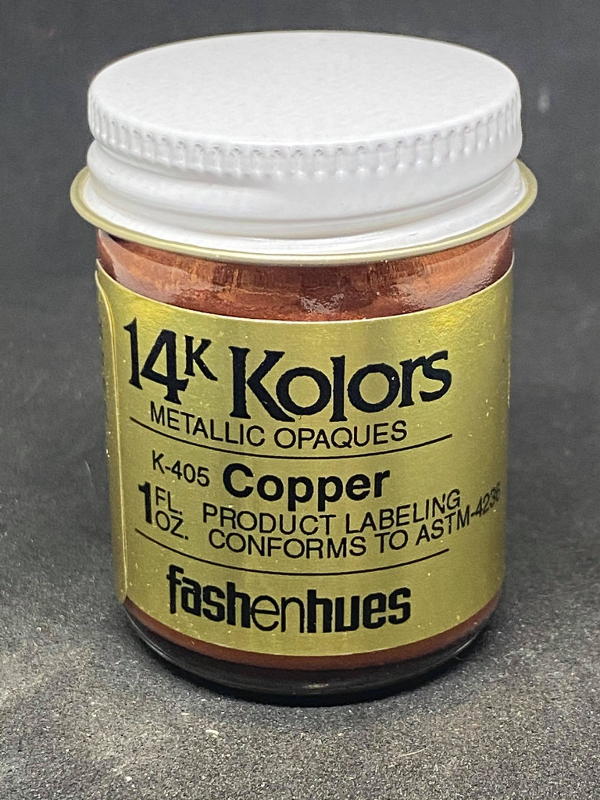 14K Kolors
METALLIC OPAQUES
K-405 Copper
1 FL. OZ.
PRODUCT LABELING
CONFORMS TO ASTM-4236
fashenhues